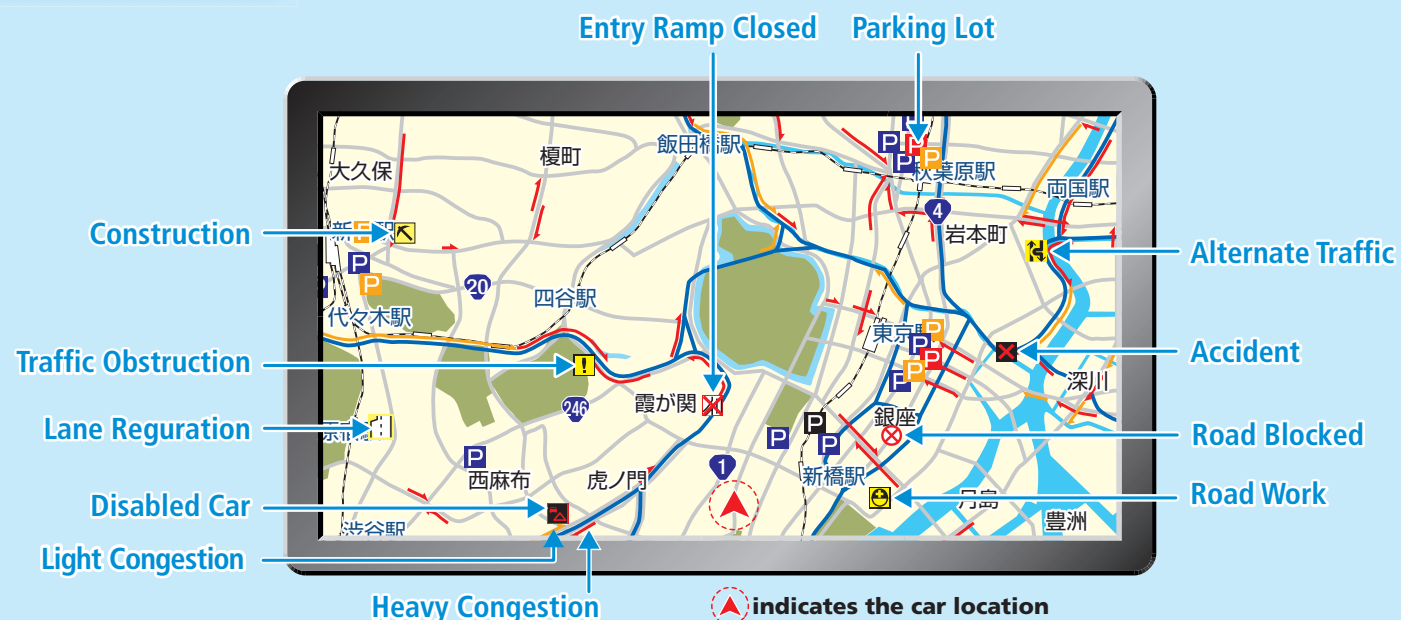 Entry Ramp Closed
Parking Lot
飯田橋駅
榎町
大久保
秋葉原駅
両国駅
P
P
P
P
4
岩本町
Construction
Alternate Traffic
P
P
20
四谷駅
代々木駅
東京駅
P
P
P
P
P
Traffic Obstruction
!
Accident
深川
246
霞が関
銀座
Lane Reguration
Road Blocked
P
P
P
P
西麻布
虎ノ門
1
新橋駅
Disabled Car
Road Work
月島
豊洲
渋谷駅
Light Congestion
Heavy Congestion
indicates the car location